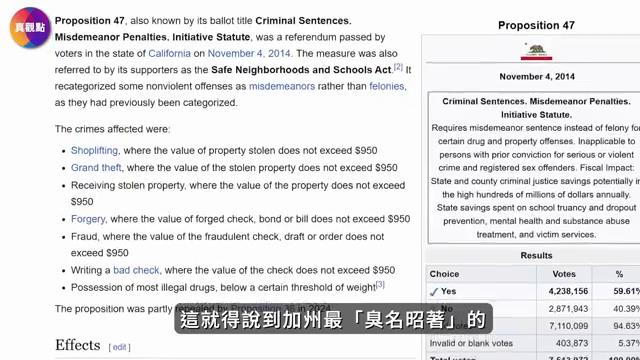 真觀點
Proposition 47, also known by its ballot title Criminal Sentences.
Misdemeanor Penalties. Initiative Statute, was a referendum passed by
voters in the state of California on November 4, 2014. The measure was also
referred to by its supporters as the Safe Neighborhoods and Schools Act.[2] It
recategorized some nonviolent offenses as misdemeanors rather than felonies,
as they had previously been categorized.
The crimes affected were:
• Shoplifting, where the value of property stolen does not exceed $950
• Grand theft, where the value of the stolen property does not exceed $950
• Receiving stolen property, where the value of the property does not exceed
$950
• Forgery, where the value of forged check, bond or bill does not exceed $950
• Fraud, where the value of the fraudulent check, draft or order does not
exceed $950
• Writing a bad check, where the value of the check does not exceed $950
• Possession of most illegal drugs, below a certain threshold of weight[3]
The proposition was partly repealed by Proposition 36 in 2024.
Effects [ edit ]
Proposition 47
November 4, 2014
Criminal Sentences. Misdemeanor Penalties.
Initiative Statute.
Requires misdemeanor sentence instead of felony for
certain drug and property offenses. Inapplicable to
persons with prior conviction for serious or violent
crime and registered sex offenders. Fiscal Impact:
State and county criminal justice savings potentially in
the high hundreds of millions of dollars annually.
State savings spent on school truancy and dropout
prevention, mental health and substance abuse
treatment, and victim services.
Results
Choice Votes %
Yes 4,238,156 59.61%
No 2,871,943 40.39%
7,110,099 94.63%
Invalid or blank votes 403,873 5.37%
Total votes 7,513,972 100.00%
這就得說到加州最「臭名昭著」的